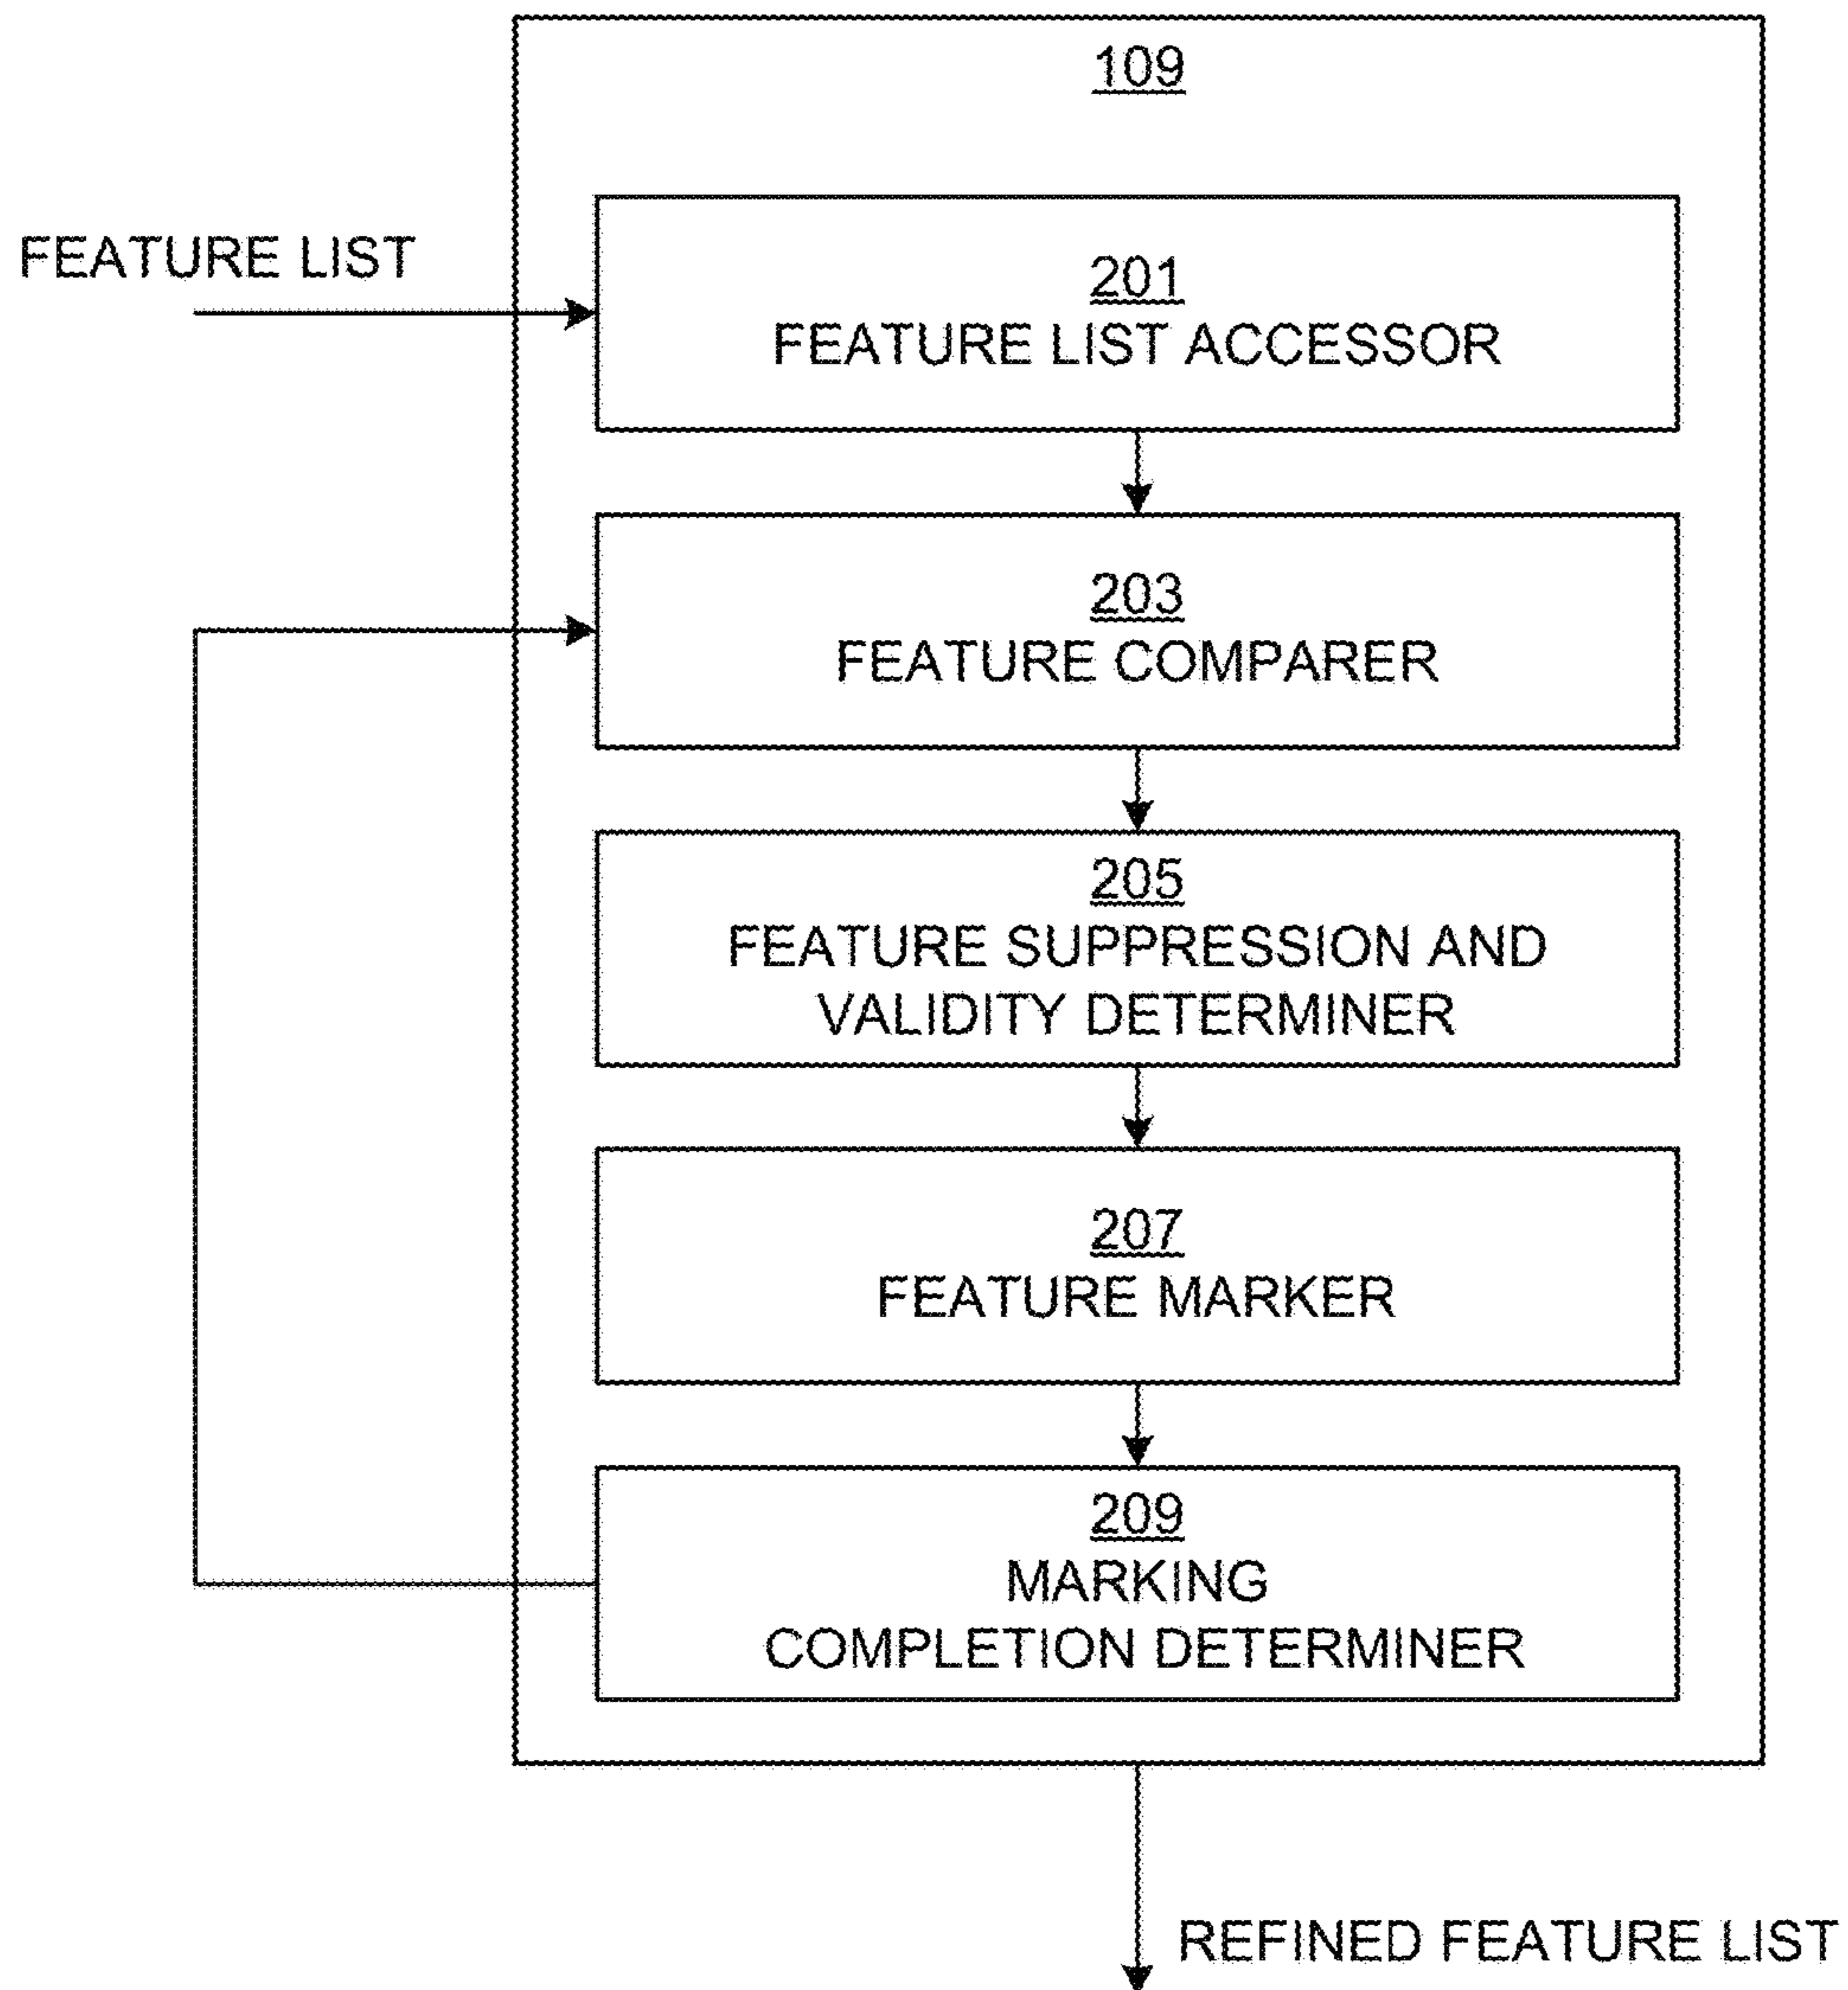 109
FEATURE LIST
201
FEATURE LIST ACCESSOR
203
FEATURE COMPARER
205
FEATURE SUPPRESSION AND
VALIDITY DETERMINER
207
FEATURE MARKER
209
MARKING
COMPLETION DETERMINER
REFINED FEATURE LIST